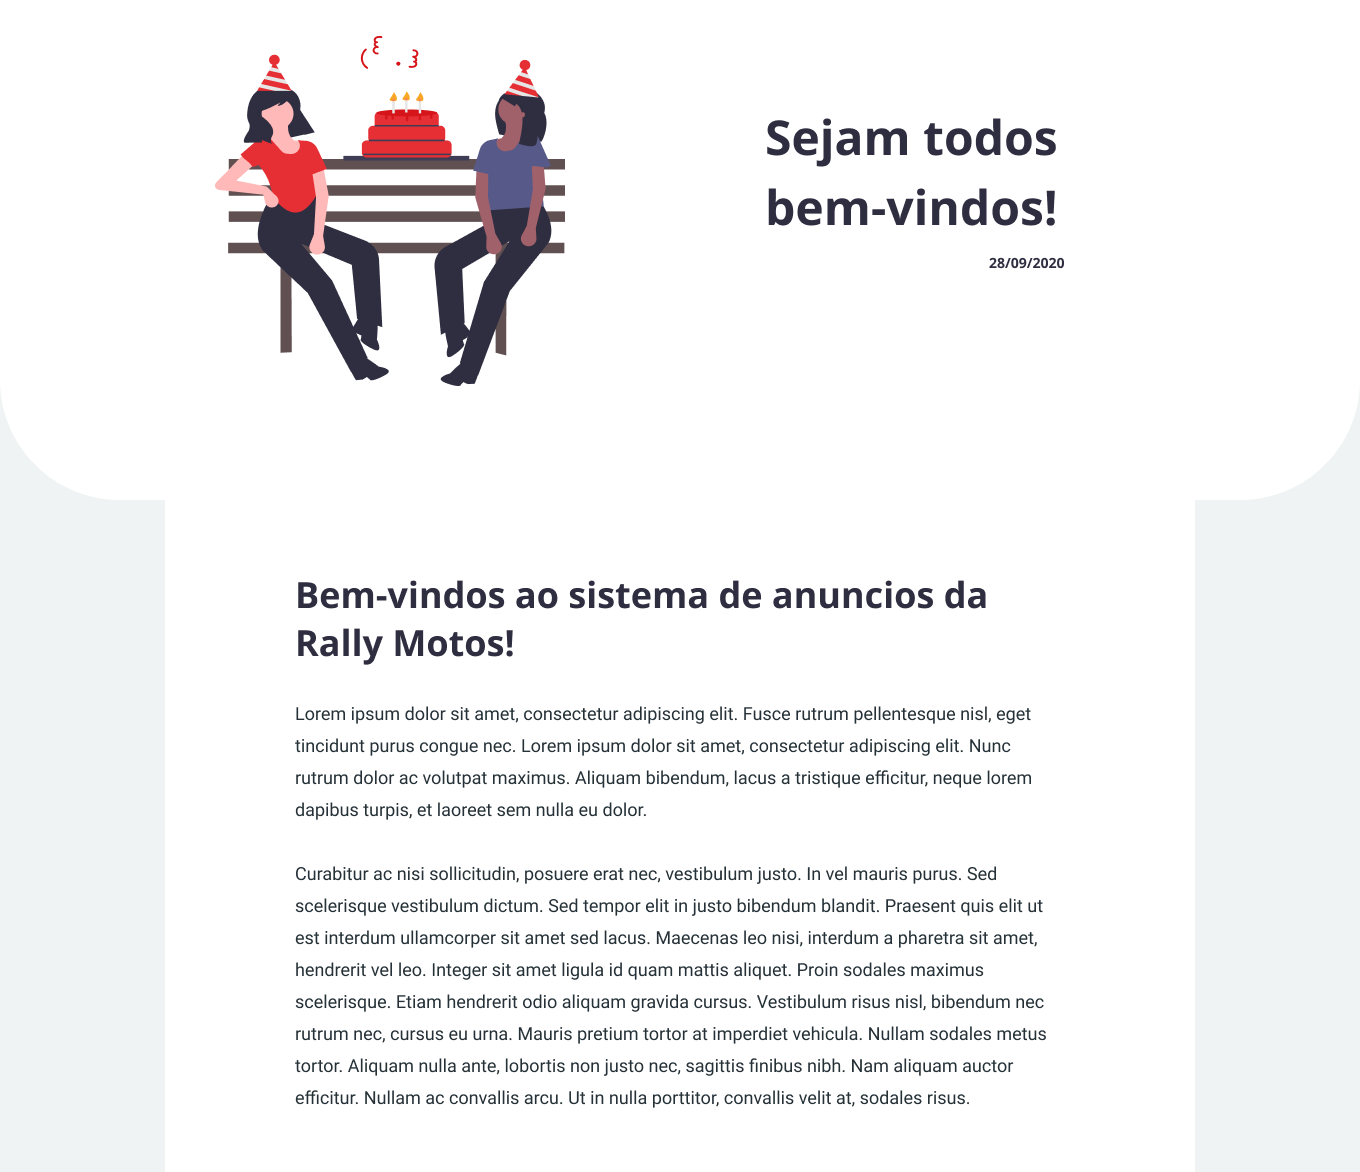 Sejam todos
bem-vindos!
28/09/2020
Bem-vindos ao sistema de anuncios da
Rally Motos!
Lorem ipsum dolor sit amet, consectetur adipiscing elit. Fusce rutrum pellentesque nisl, eget
tincidunt purus congue nec. Lorem ipsum dolor sit amet, consectetur adipiscing elit. Nunc
rutrum dolor ac volutpat maximus. Aliquam bibendum, lacus a tristique efficitur, neque lorem
dapibus turpis, et laoreet sem nulla eu dolor.
Curabitur ac nisi sollicitudin, posuere erat nec, vestibulum justo. In vel mauris purus. Sed
scelerisque vestibulum dictum. Sed tempor elit in justo bibendum blandit. Praesent quis elit ut
est interdum ullamcorper sit amet sed lacus. Maecenas leo nisi, interdum a pharetra sit amet,
hendrerit vel leo. Integer sit amet ligula id quam mattis aliquet. Proin sodales maximus
scelerisque. Etiam hendrerit odio aliquam gravida cursus. Vestibulum risus nisl, bibendum nec
rutrum nec, cursus eu urna. Mauris pretium tortor at imperdiet vehicula. Nullam sodales metus
tortor. Aliquam nulla ante, lobortis non justo nec, sagittis finibus nibh. Nam aliquam auctor
efficitur. Nullam ac convallis arcu. Ut in nulla porttitor, convallis velit at, sodales risus.